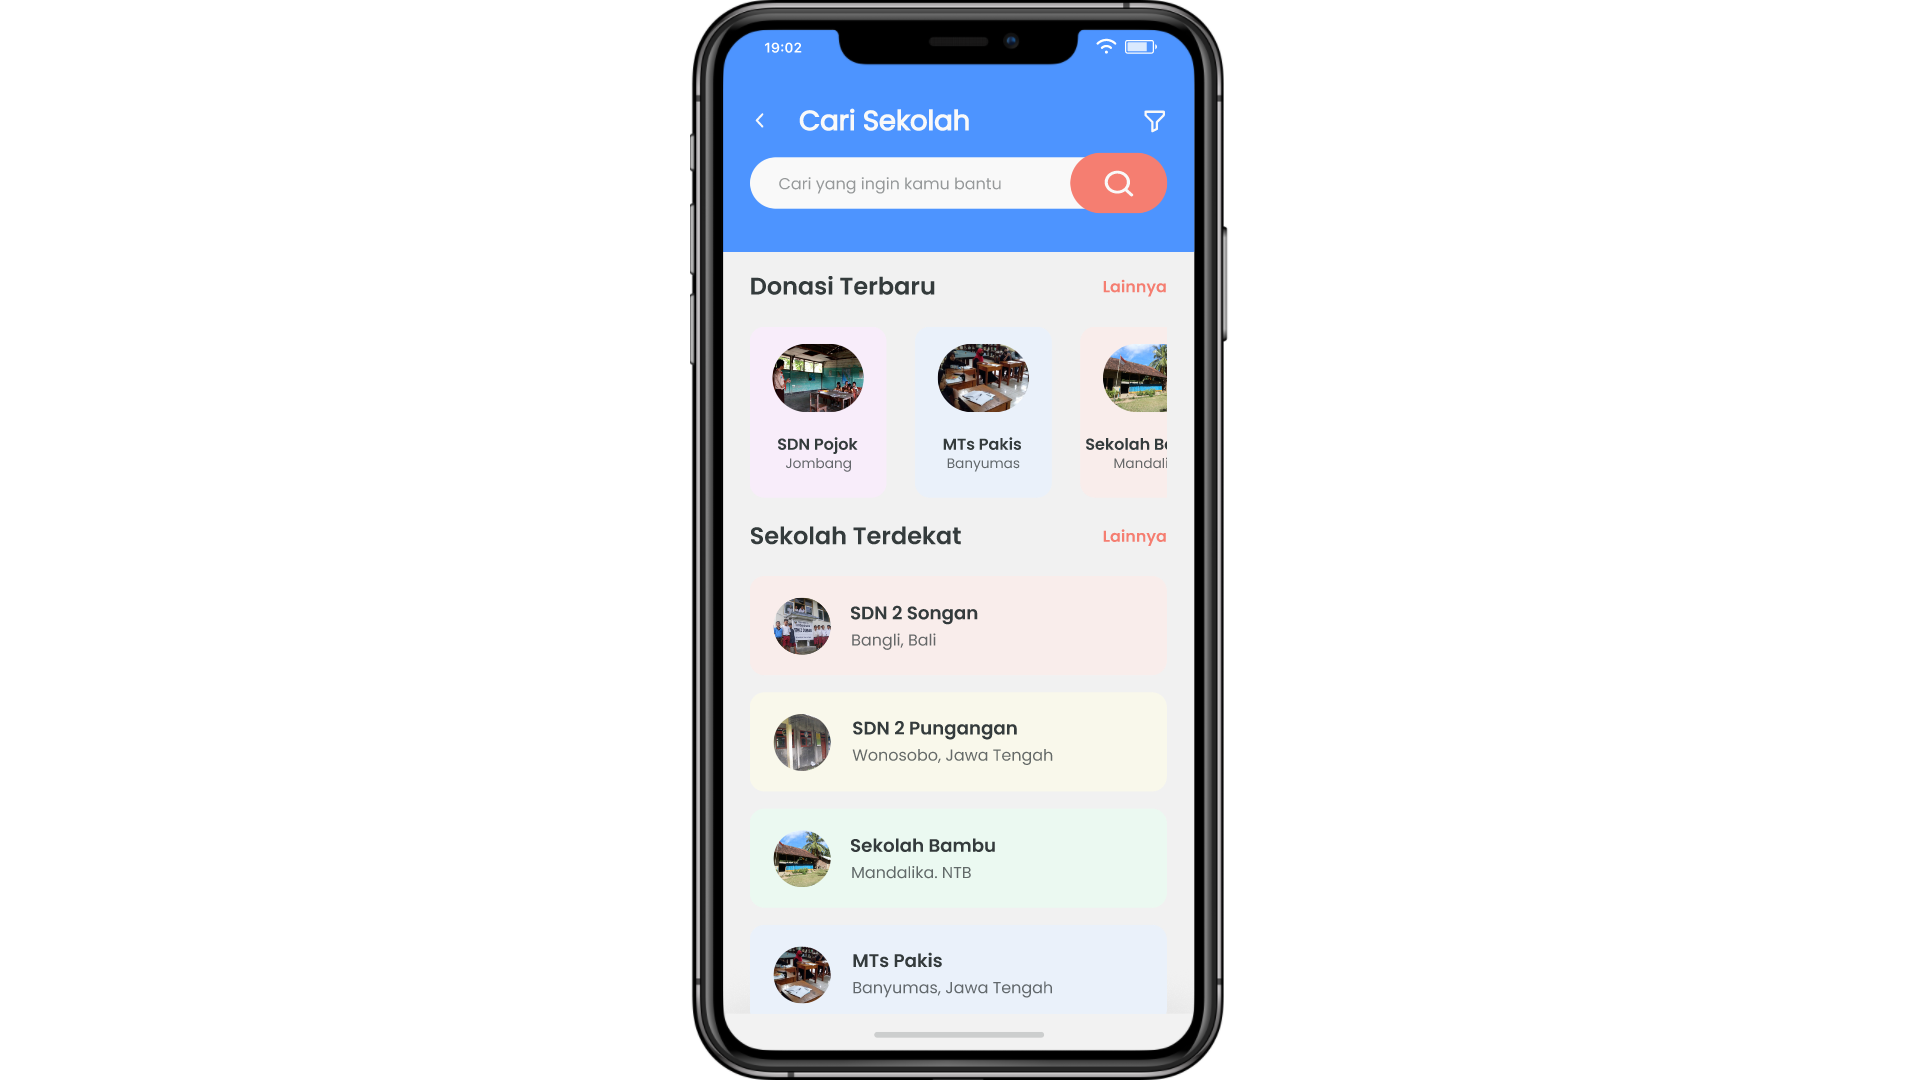 19:02
Cari Sekolah
Cari yang ingin kamu bantu
Donasi Terbaru
Lainnya
SDN Pojok
Jombang
MTs Pakis
Banyumas
Sekolah B
Mandali
Sekolah Terdekat
Lainnya
SDN 2 Songan
Bangli, Bali
SDN 2 Pungangan
Wonosobo, Jawa Tengah
Sekolah Bambu
Mandalika. NTB
MTs Pakis
Banyumas, Jawa Tengah